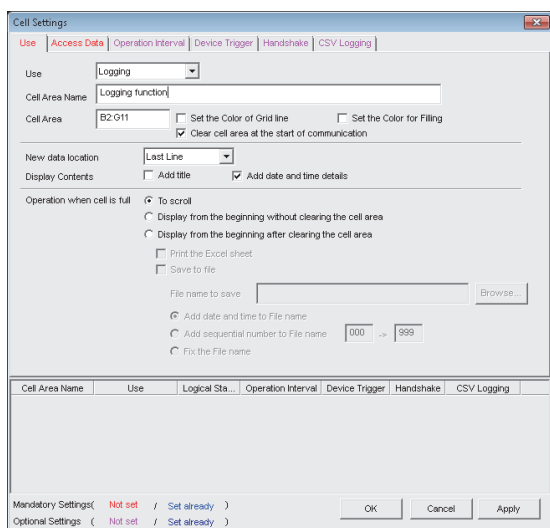 Cell Settings
Use Access Data Operation Interval Device Trigger Handshake CSV Logging
Use Logging
Cell Area Name Logging function
Cell Area B2:G11 Set the Color of Grid line Set the Color for Filling
Clear cell area at the start of communication
New data location Last Line
Display Contents Add title Add date and time details
Operation when cell is full To scroll
Display from the beginning without clearing the cell area
Display from the beginning after clearing the cell area
Print the Excel sheet
Save to file
File name to save Browse...
Add date and time to File name
Add sequential number to File name 000 -> 999
Fix the File name
Cell Area Name Use Logical Sta... Operation Interval Device Trigger Handshake CSV Logging
Mandatory Settings( Not set / Set already )
Optional Settings ( Not set / Set already )
OK Cancel Apply